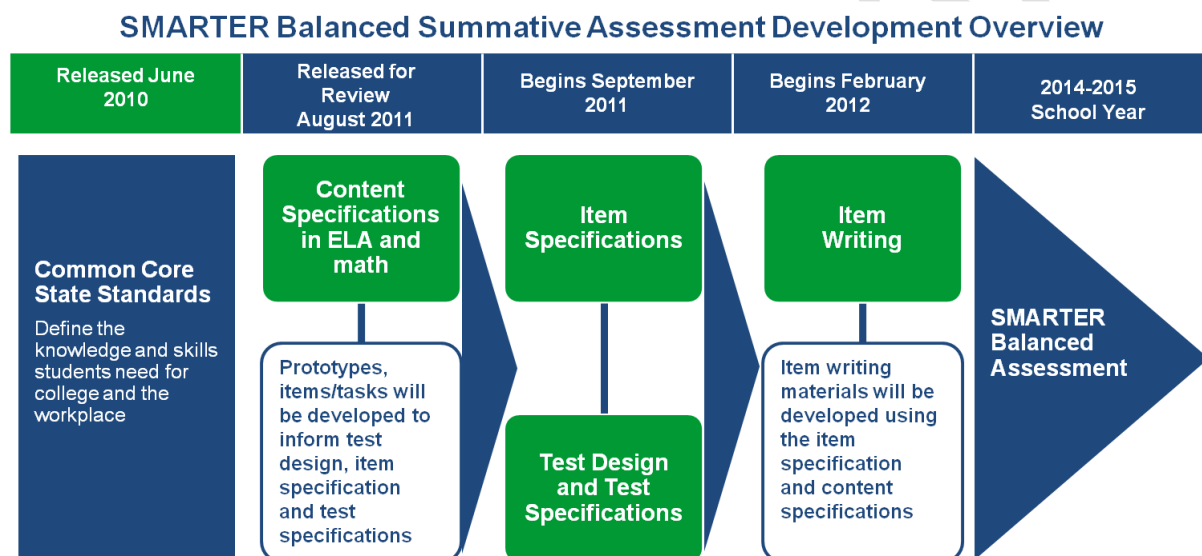 SMARTER Balanced Summative Assessment Development Overview
Released June
2010
Released for
Review
August 2011
Begins September
2011
Begins February
2012
2014-2015
School Year
Common Core
State Standards
Define the
knowledge and skills
students need for
college and the
workplace
Content
Specifications
in ELA and
math
Prototypes,
items/tasks will
be developed to
inform test
design, item
specification
and test
specifications
Item
Specifications
Test Design
and Test
Specifications
Item
Writing
Item writing
materials will be
developed using
the item
specification
and content
specifications
SMARTER
Balanced
Assessment